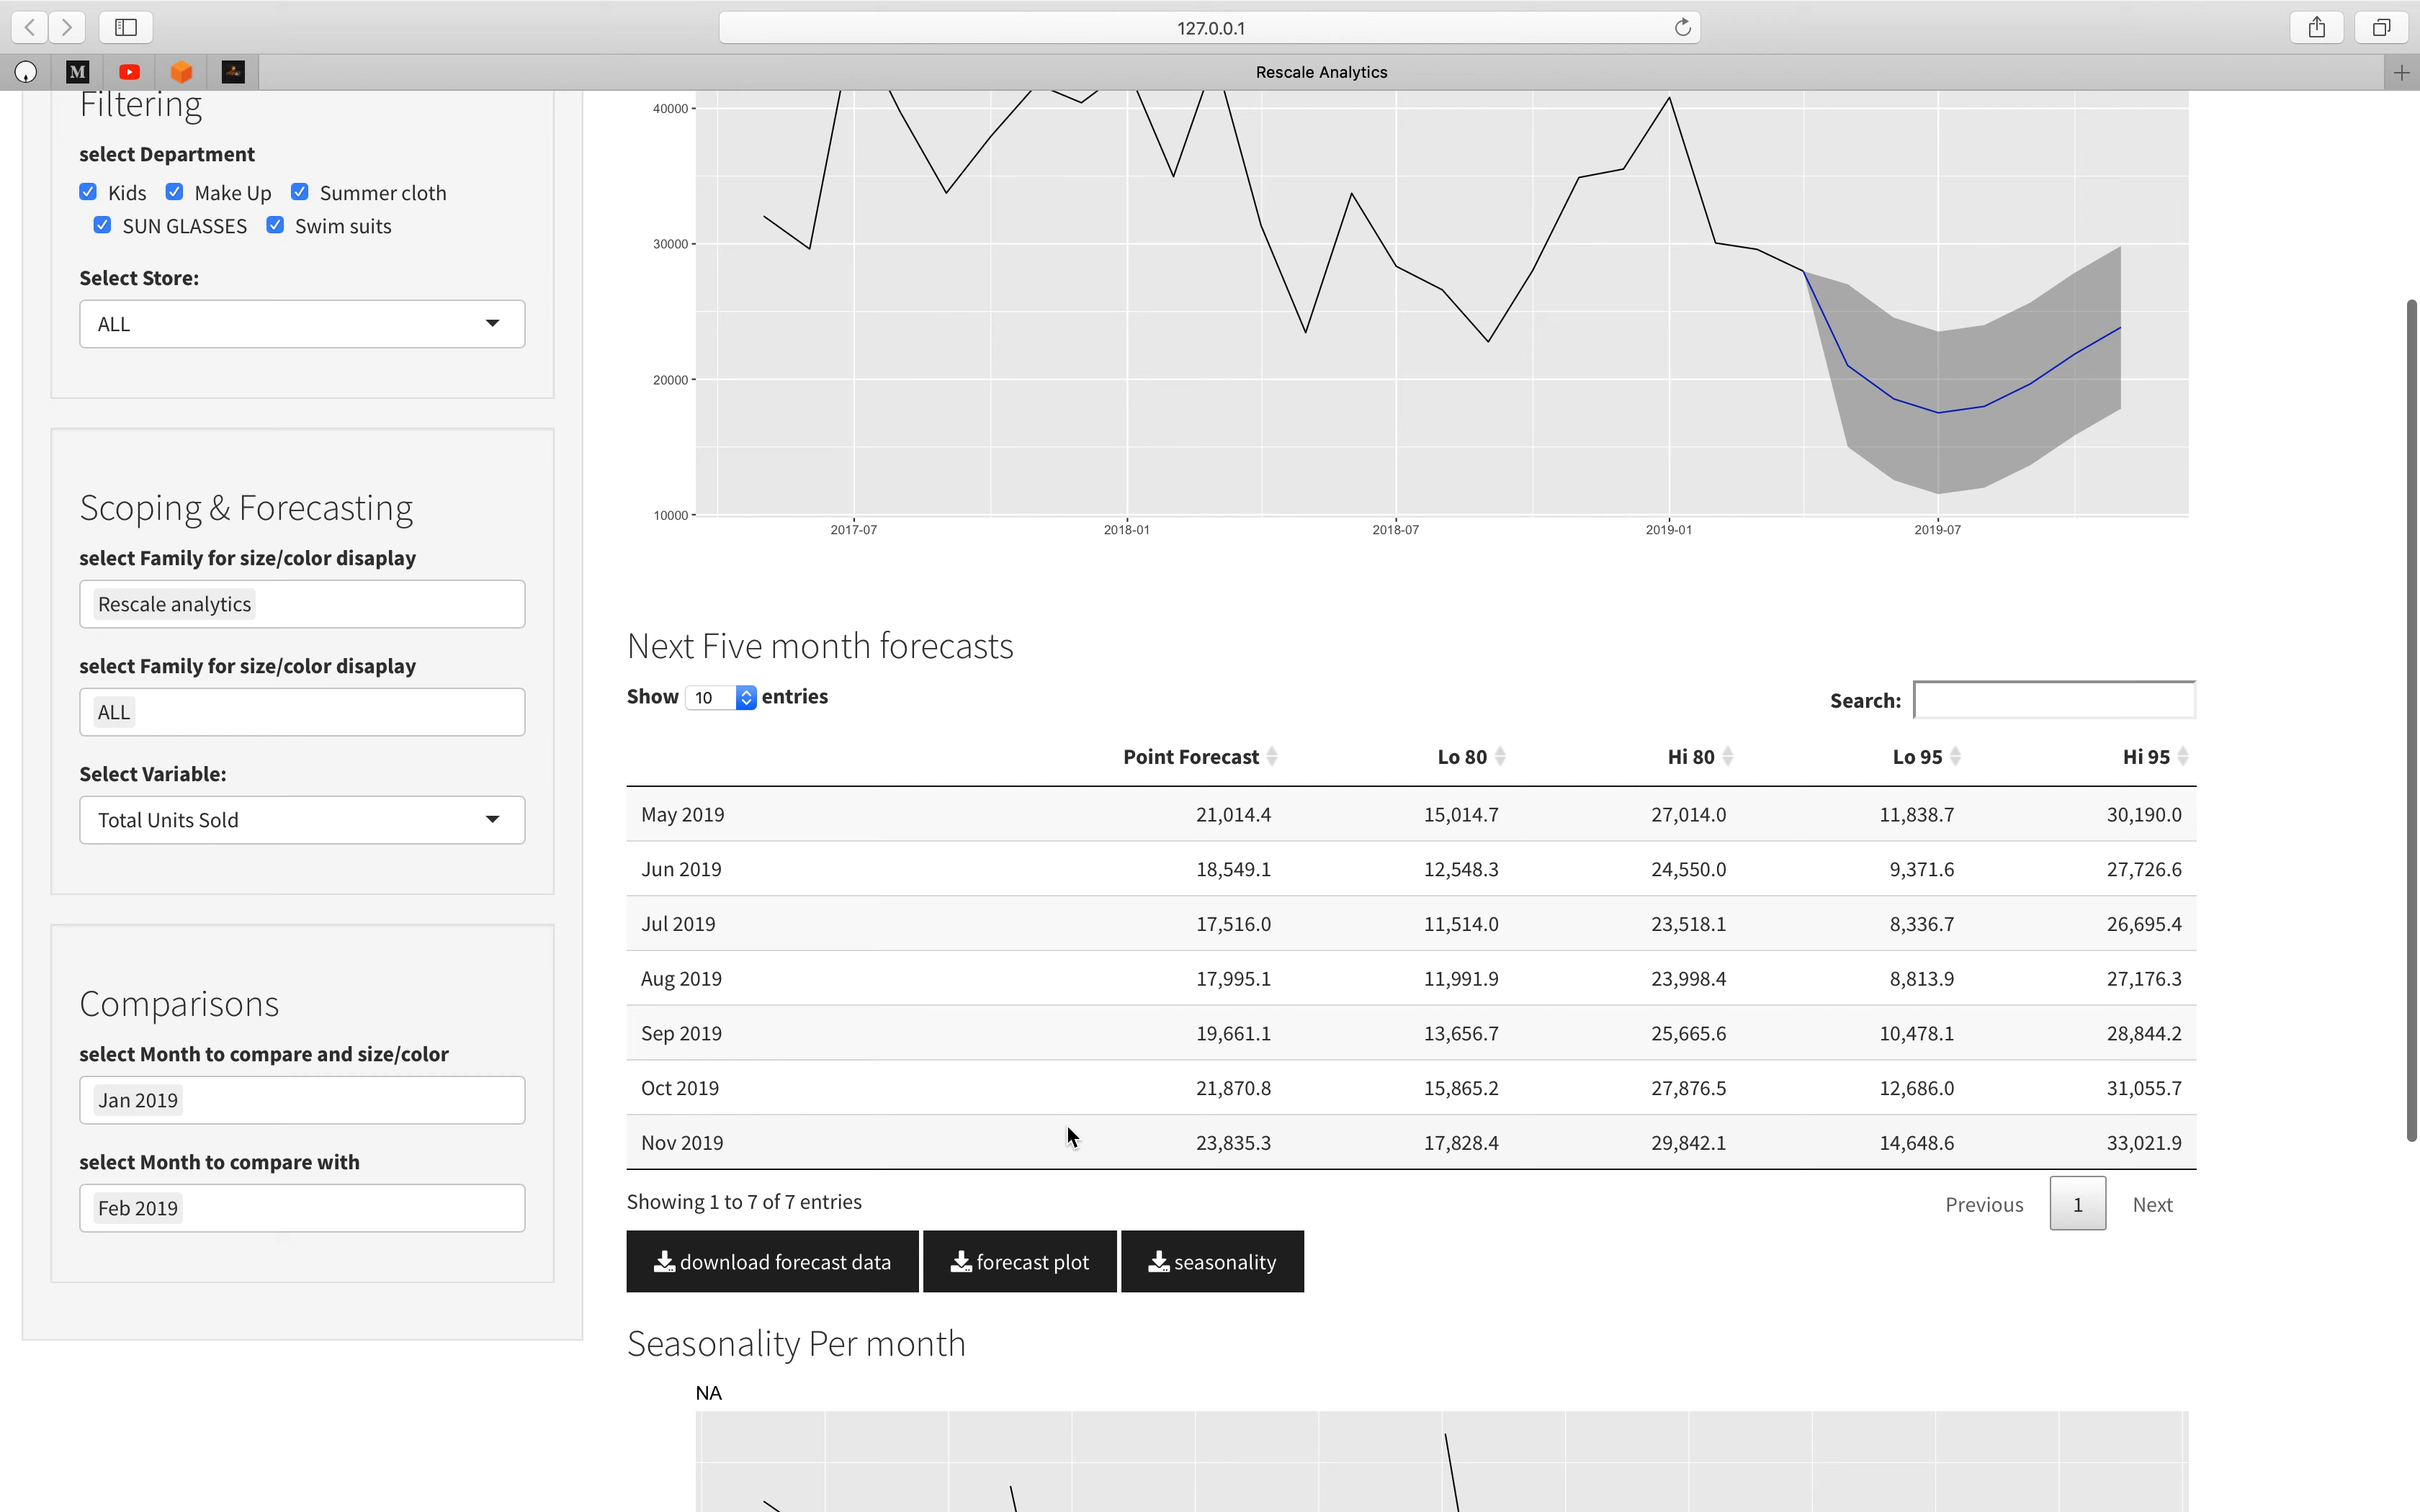 127.0.0.1
M
Rescale Analytics
Filtering
select Department
Kids Make Up Summer cloth
SUN GLASSES Swim suits
Select Store:
ALL
Scoping & Forecasting
select Family for size/color disaplay
Rescale analytics
select Family for size/color disaplay
ALL
Select Variable:
Total Units Sold
Comparisons
select Month to compare and size/color
Jan 2019
select Month to compare with
Feb 2019
40000
30000
20000
10000
2017-07 2018-01 2018-07 2019-01 2019-07
Next Five month forecasts
Show 10 entries
Search:
Point Forecast Lo 80 Hi 80 Lo 95 Hi 95
May 2019 21,014.4 15,014.7 27,014.0 11,838.7 30,190.0
Jun 2019 18,549.1 12,548.3 24,550.0 9,371.6 27,726.6
Jul 2019 17,516.0 11,514.0 23,518.1 8,336.7 26,695.4
Aug 2019 17,995.1 11,991.9 23,998.4 8,813.9 27,176.3
Sep 2019 19,661.1 13,656.7 25,665.6 10,478.1 28,844.2
Oct 2019 21,870.8 15,865.2 27,876.5 12,686.0 31,055.7
Nov 2019 23,835.3 17,828.4 29,842.1 14,648.6 33,021.9
Showing 1 to 7 of 7 entries
Previous 1 Next
download forecast data forecast plot seasonality
Seasonality Per month
NA